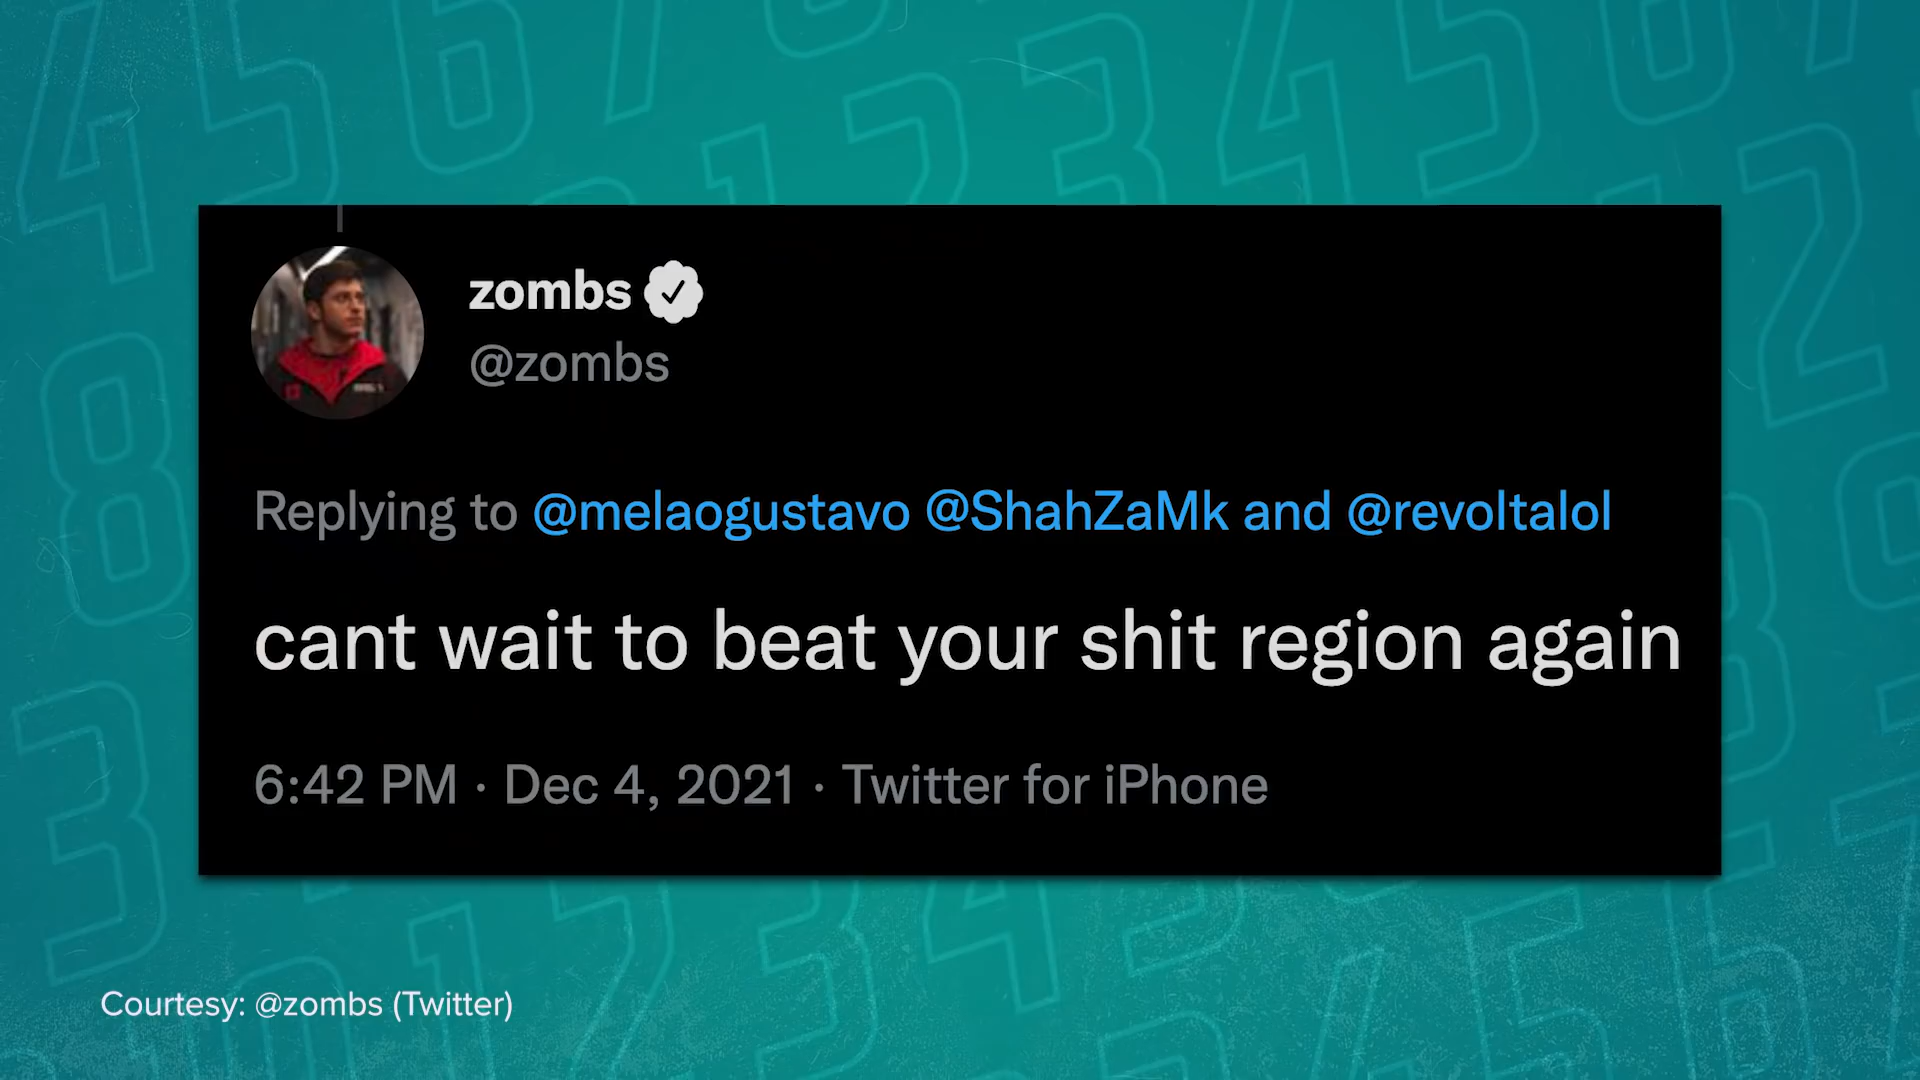 zombs
@zombs
Replying to @melaogustavo @ShahZaMk and @revoltalol
cant wait to beat your shit region again
6:42 PM · Dec 4, 2021 · Twitter for iPhone
Courtesy: @zombs (Twitter)